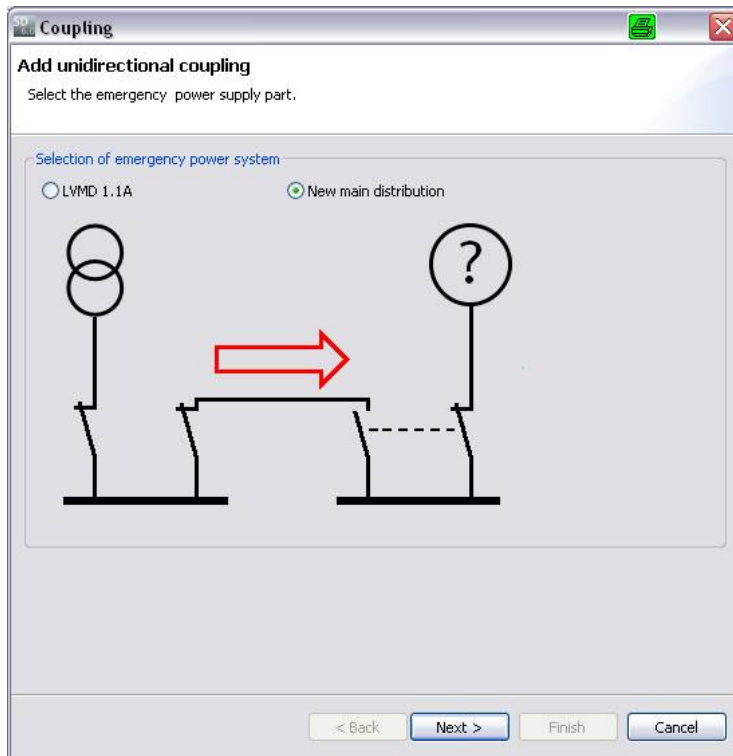 Coupling
Add unidirectional coupling
Select the emergency power supply part.
Selection of emergency power system
LVMD 1.1A
New main distribution
?
< Back
Next >
Finish
Cancel